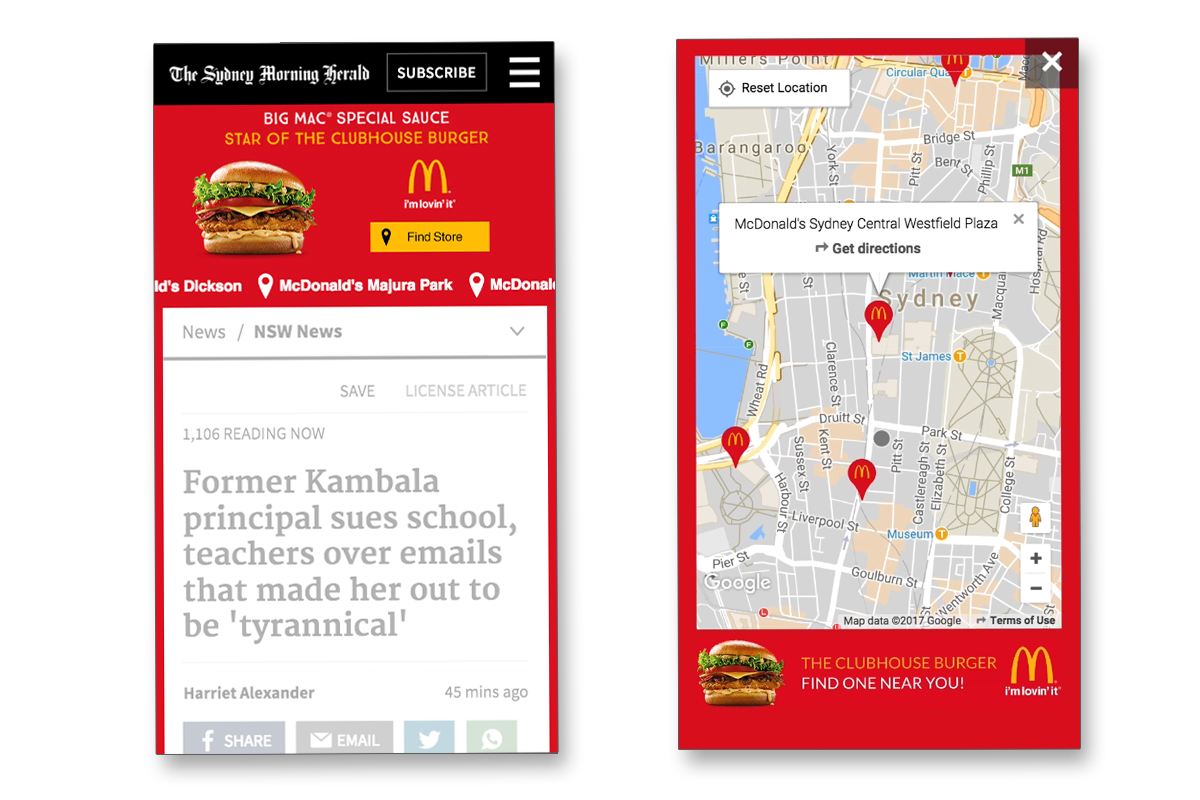 The Sydney Morning Herald
SUBSCRIBE
BIG MAC® SPECIAL SAUCE
STAR OF THE CLUBHOUSE BURGER
i'm lovin' it®
Find Store
ld's Dickson
McDonald's Majura Park
McDonal
News / NSW News
SAVE
LICENSE ARTICLE
1,106 READING NOW
Former Kambala
principal sues school,
teachers over emails
that made her out to
be 'tyrannical'
Harriet Alexander
45 mins ago
SHARE
EMAIL
Millers Point
Circular Qua
Macq
Reset Location
Bridge St
Barangaroo
York St
Pitt St
Bent St
Phillip St
M1
McDonald's Sydney Central Westfield Plaza
Get directions
Hospital Rd
Martin Place
Macquar
Sydney
F
F
St James
T
Clarence St
Wheat Rd
Druitt St
Park St
Kent St
Sussex St
Pitt St
Castlereagh St
Elizabeth St
College St
Harbour St
Liverpool St
Museum
T
Pier St
Goulburn St
Wentworth Ave
Google
L
Map data ©2017 Google
Terms of Use
THE CLUBHOUSE BURGER
FIND ONE NEAR YOU!
i'm lovin' it®